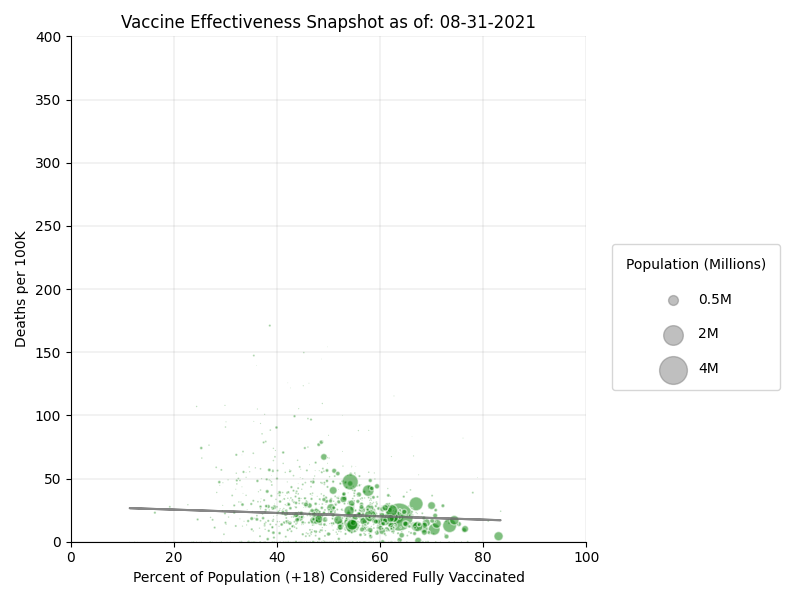 Vaccine Effectiveness Snapshot as of: 08-31-2021
400
350
300
250
200
150
100
50
0
Deaths per 100K
0 20 40 60 80 100
Percent of Population (+18) Considered Fully Vaccinated
Population (Millions)
0.5M
2M
4M